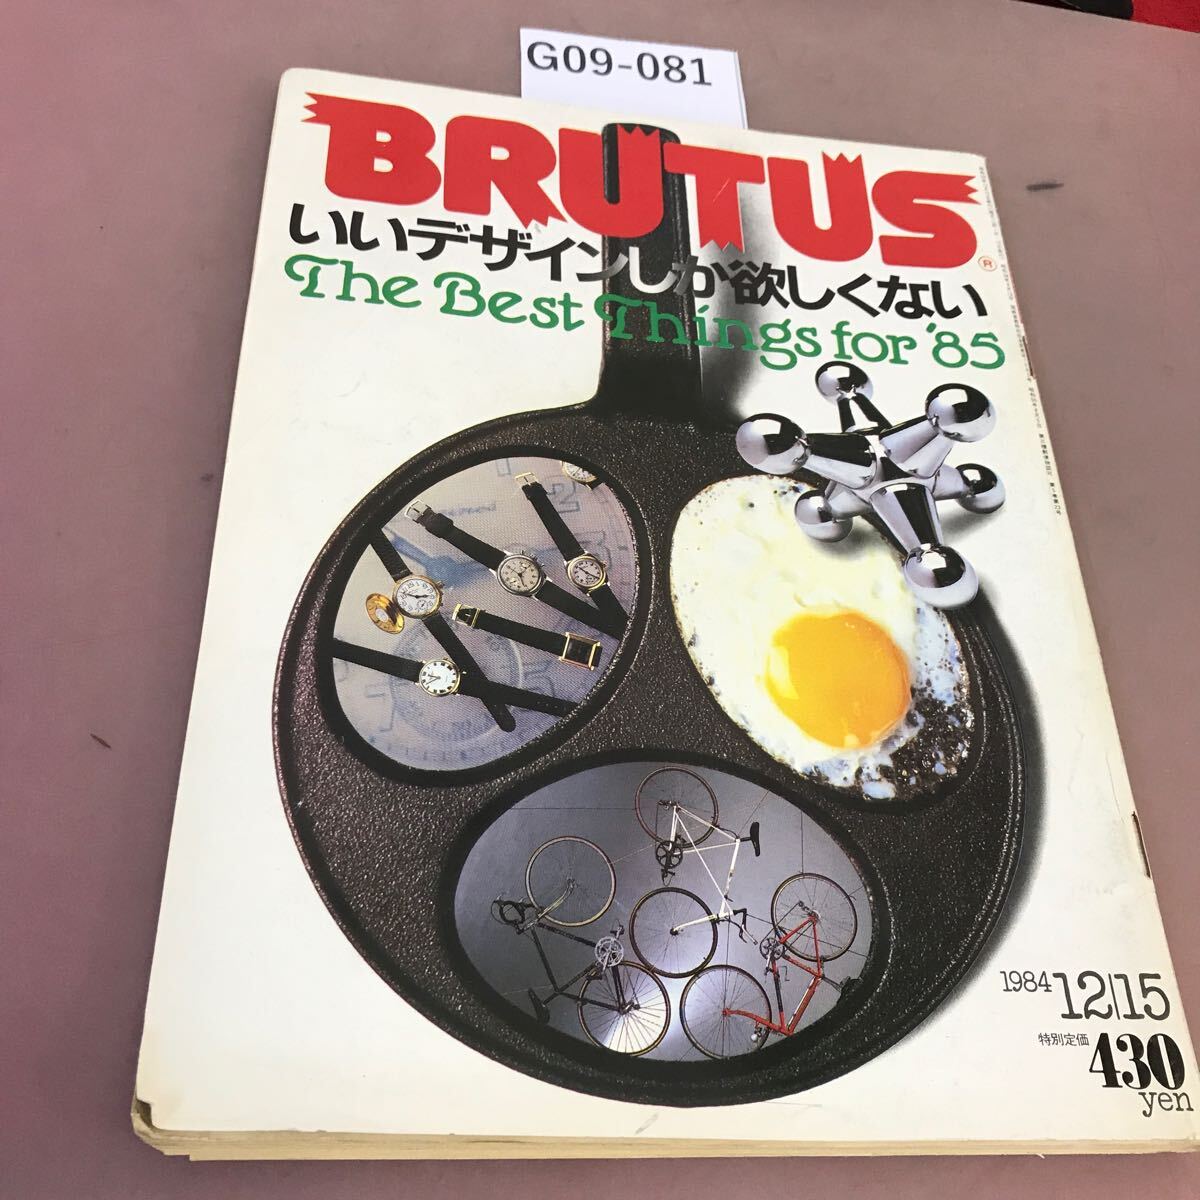 G09-081
BRUTUS
いいデザインしか欲しくない
The Best Things for '85
1984 12/15
特別定価 430
yen